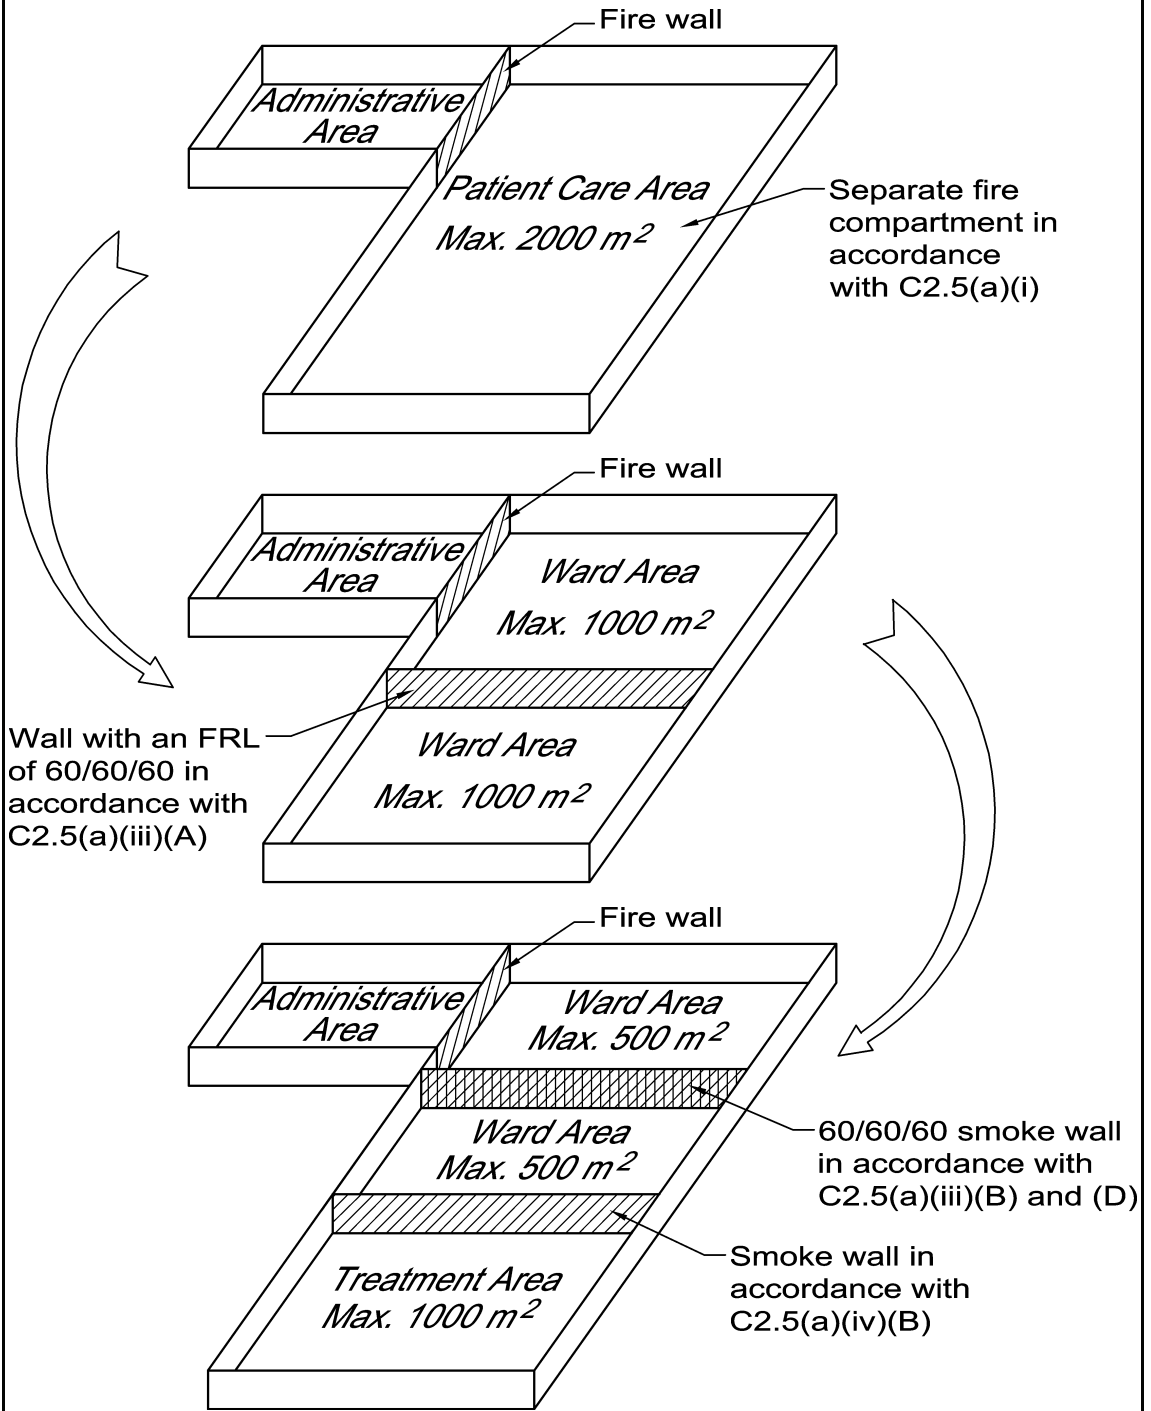 Fire wall
Administrative
Area
Patient Care Area
Max. 2000 m²
Separate fire
compartment in
accordance
with C2.5(a)(i)
Fire wall
Administrative
Area
Ward Area
Max. 1000 m²
Wall with an FRL
of 60/60/60 in
accordance with
C2.5(a)(iii)(A)
Ward Area
Max. 1000 m²
Fire wall
Administrative
Area
Ward Area
Max. 500 m²
Ward Area
Max. 500 m²
60/60/60 smoke wall
in accordance with
C2.5(a)(iii)(B) and (D)
Treatment Area
Max. 1000 m²
Smoke wall in
accordance with
C2.5(a)(iv)(B)